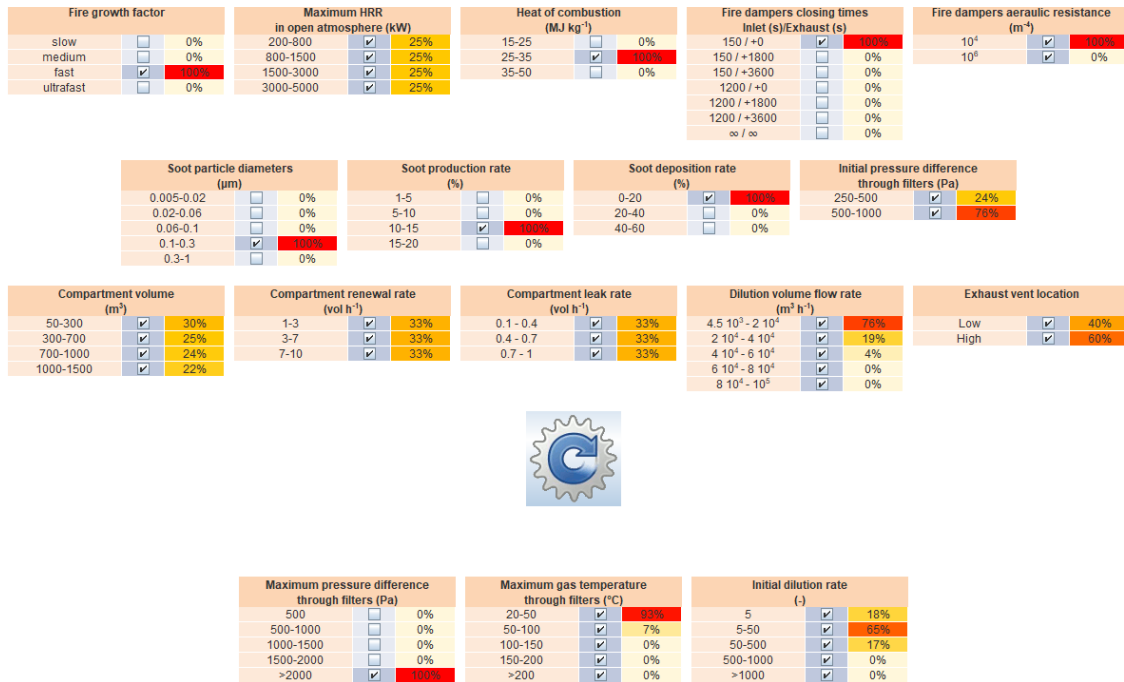 Fire growth factor
slow 0%
medium 0%
fast 100%
ultrafast 0%
Maximum HRR
in open atmosphere (kW)
200-800 25%
800-1500 25%
1500-3000 25%
3000-5000 25%
Heat of combustion
(MJ kg⁻¹)
15-25 0%
25-35 100%
35-50 0%
Fire dampers closing times
Inlet (s)/Exhaust (s)
150 / +0 100%
150 / +1800 0%
150 / +3600 0%
1200 / +0 0%
1200 / +1800 0%
1200 / +3600 0%
∞ / ∞ 0%
Fire dampers aeraulic resistance
(m⁻⁴)
10⁴ 100%
10⁶ 0%
Soot particle diameters
(µm)
0.005-0.02 0%
0.02-0.06 0%
0.06-0.1 0%
0.1-0.3 100%
0.3-1 0%
Soot production rate
(%)
1-5 0%
5-10 0%
10-15 100%
15-20 0%
Soot deposition rate
(%)
0-20 100%
20-40 0%
40-60 0%
Initial pressure difference
through filters (Pa)
250-500 24%
500-1000 76%
Compartment volume
(m³)
50-300 30%
300-700 25%
700-1000 24%
1000-1500 22%
Compartment renewal rate
(vol h⁻¹)
1-3 33%
3-7 33%
7-10 33%
Compartment leak rate
(vol h⁻¹)
0.1 - 0.4 33%
0.4 - 0.7 33%
0.7 - 1 33%
Dilution volume flow rate
(m³ h⁻¹)
4.5 10³ - 2 10⁴ 76%
2 10⁴ - 4 10⁴ 19%
4 10⁴ - 6 10⁴ 4%
6 10⁴ - 8 10⁴ 0%
8 10⁴ - 10⁵ 0%
Exhaust vent location
Low 40%
High 60%
Maximum pressure difference
through filters (Pa)
500 0%
500-1000 0%
1000-1500 0%
1500-2000 0%
>2000 100%
Maximum gas temperature
through filters (°C)
20-50 93%
50-100 7%
100-150 0%
150-200 0%
>200 0%
Initial dilution rate
(-)
5 18%
5-50 65%
50-500 17%
500-1000 0%
>1000 0%